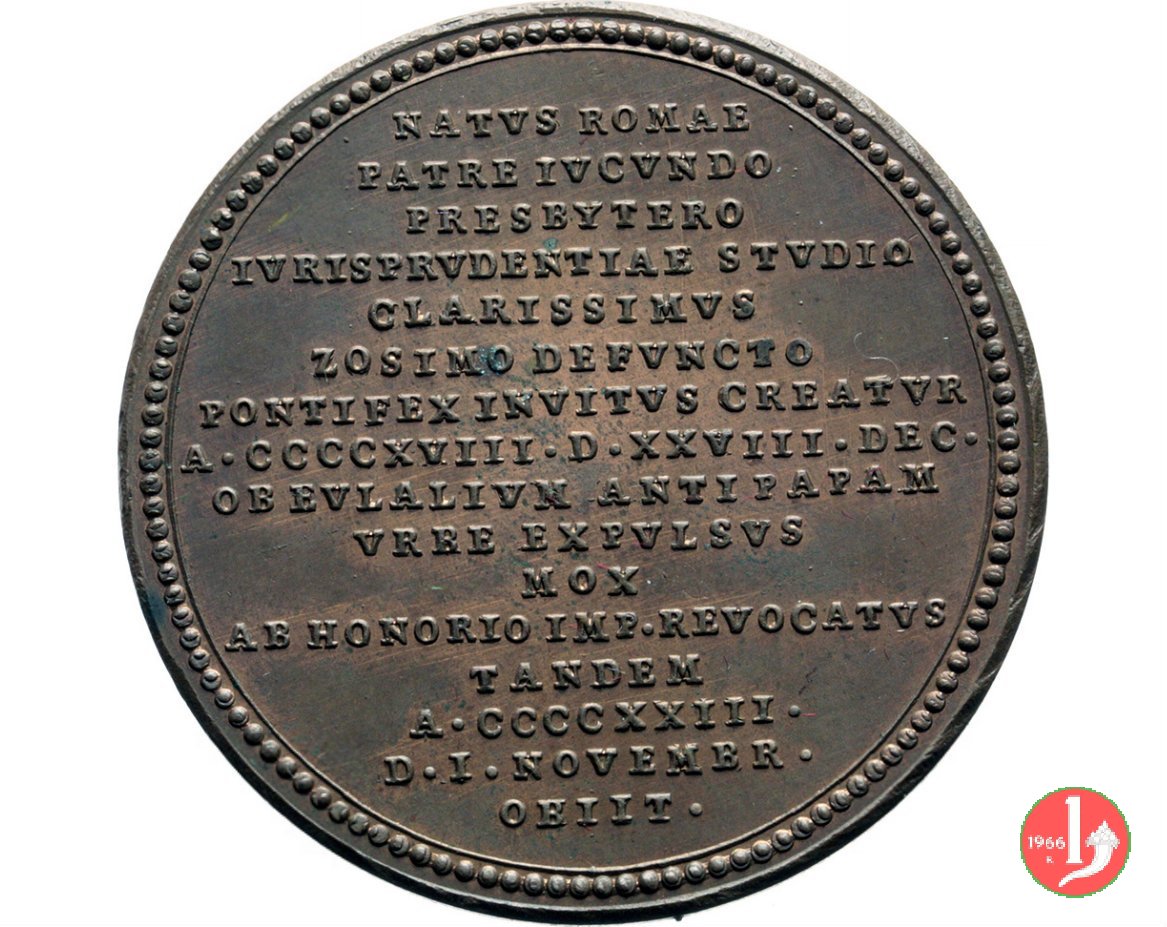 NATVS ROMAE
PATRE IVCVNDO
PRESBYTERO
IVRISPRVDENTIAE STVDIO
CLARISSIMVS
ZOSIMO DEFVNCTO
PONTIFEX INVITVS CREATVR
A · CCCCXVIII · D · XXVIII · DEC ·
OB EVLALIVM ANTIPAPAM
VRBE EXPVLSVS
MOX
AB HONORIO IMP · REVOCATVS
TANDEM
A · CCCCXXIII ·
D · I · NOVEMBR ·
OBIIT ·
1966
R